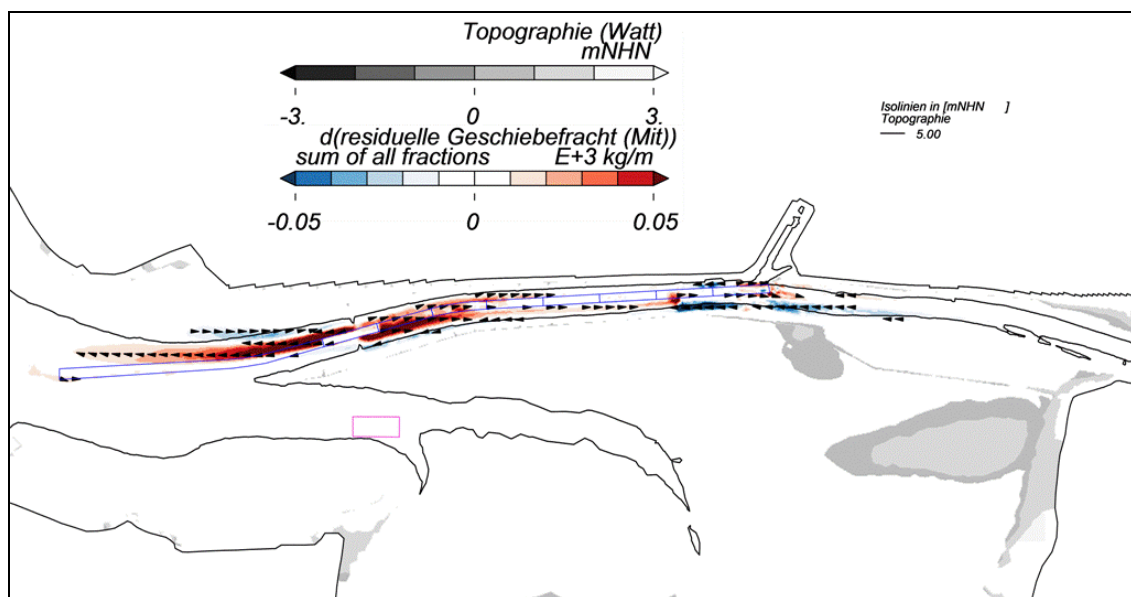 Topographie (Watt)
mNHN
-3. 0 3.
d(residuelle Geschiebefracht (Mit))
sum of all fractions E+3 kg/m
-0.05 0 0.05
Isolinien in [mNHN ]
Topographie
5.00